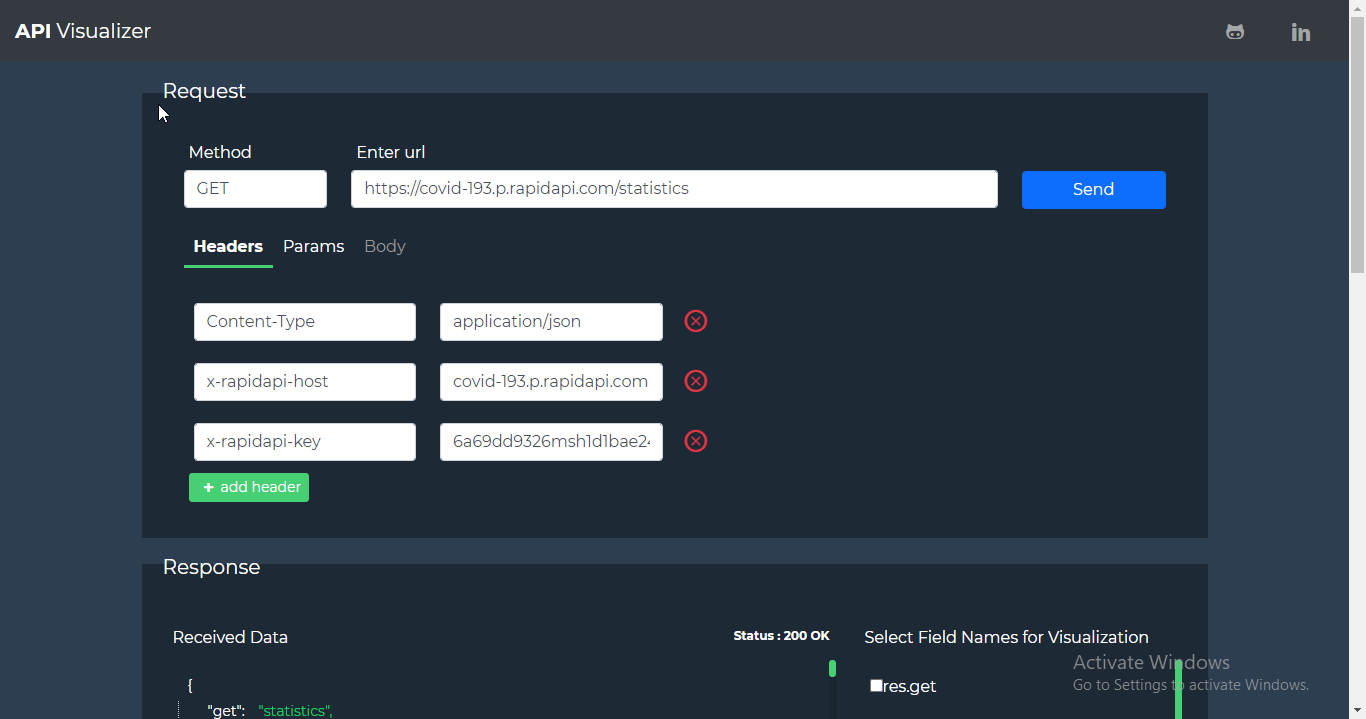 API Visualizer
Request
Method Enter url
GET https://covid-193.p.rapidapi.com/statistics Send
Headers Params Body
Content-Type application/json
x-rapidapi-host covid-193.p.rapidapi.com
x-rapidapi-key
+ add header
Response
Received Data Status : 200 OK Select Field Names for Visualization
{ res.get
"get": "statistics",
Activate Windows
Go to Settings to activate Windows.